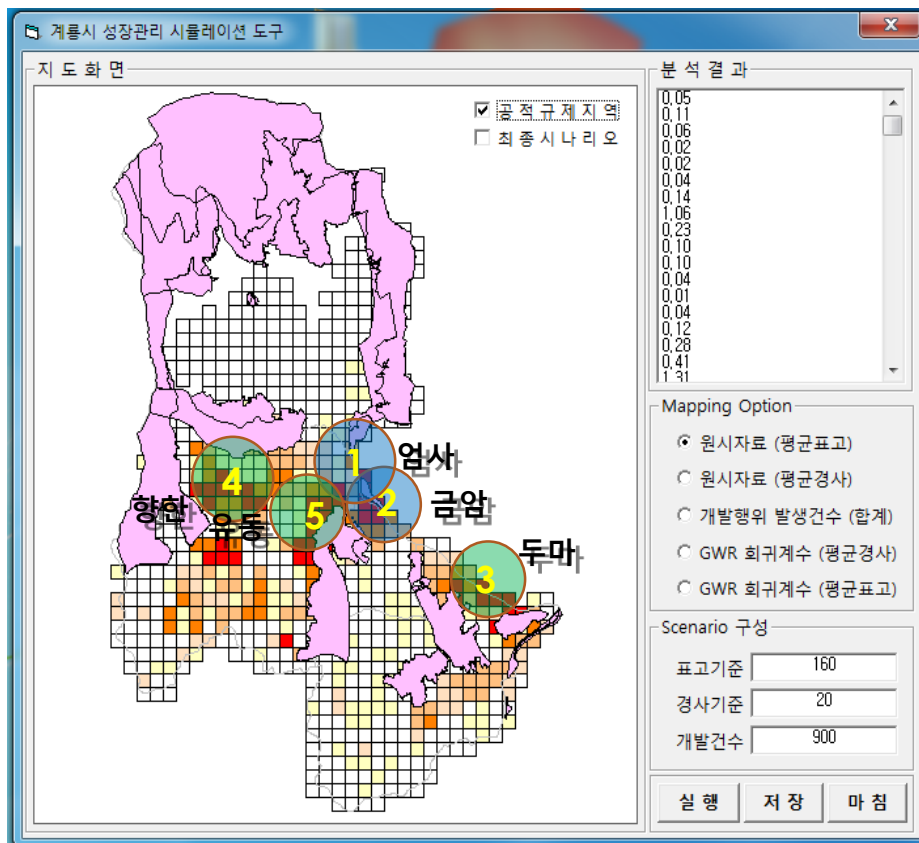 계룡시 성장관리 시뮬레이션 도구
지 도 화 면
공 적 규 제 지 역
최 종 시 나 리 오
1
엄사
2
금암
4
향한
유동
5
두마
3
분 석 결 과
0,05
0,11
0,06
0,02
0,02
0,04
0,14
1,06
0,23
0,10
0,10
0,04
0,01
0,04
0,12
0,28
0,41
1,31
Mapping Option
원시자료 (평균표고)
원시자료 (평균경사)
개발행위 발생건수 (합계)
GWR 회귀계수 (평균경사)
GWR 회귀계수 (평균표고)
Scenario 구성
표고기준 160
경사기준 20
개발건수 900
실 행 저 장 마 침